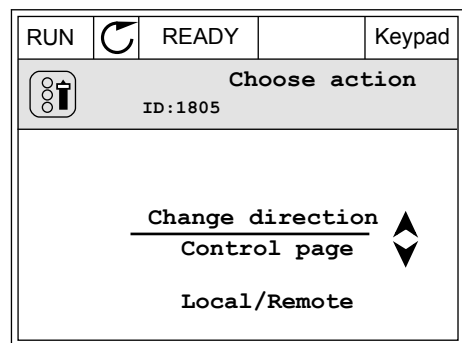 RUN READY Keypad
Choose action
ID:1805
Change direction
Control page
Local/Remote